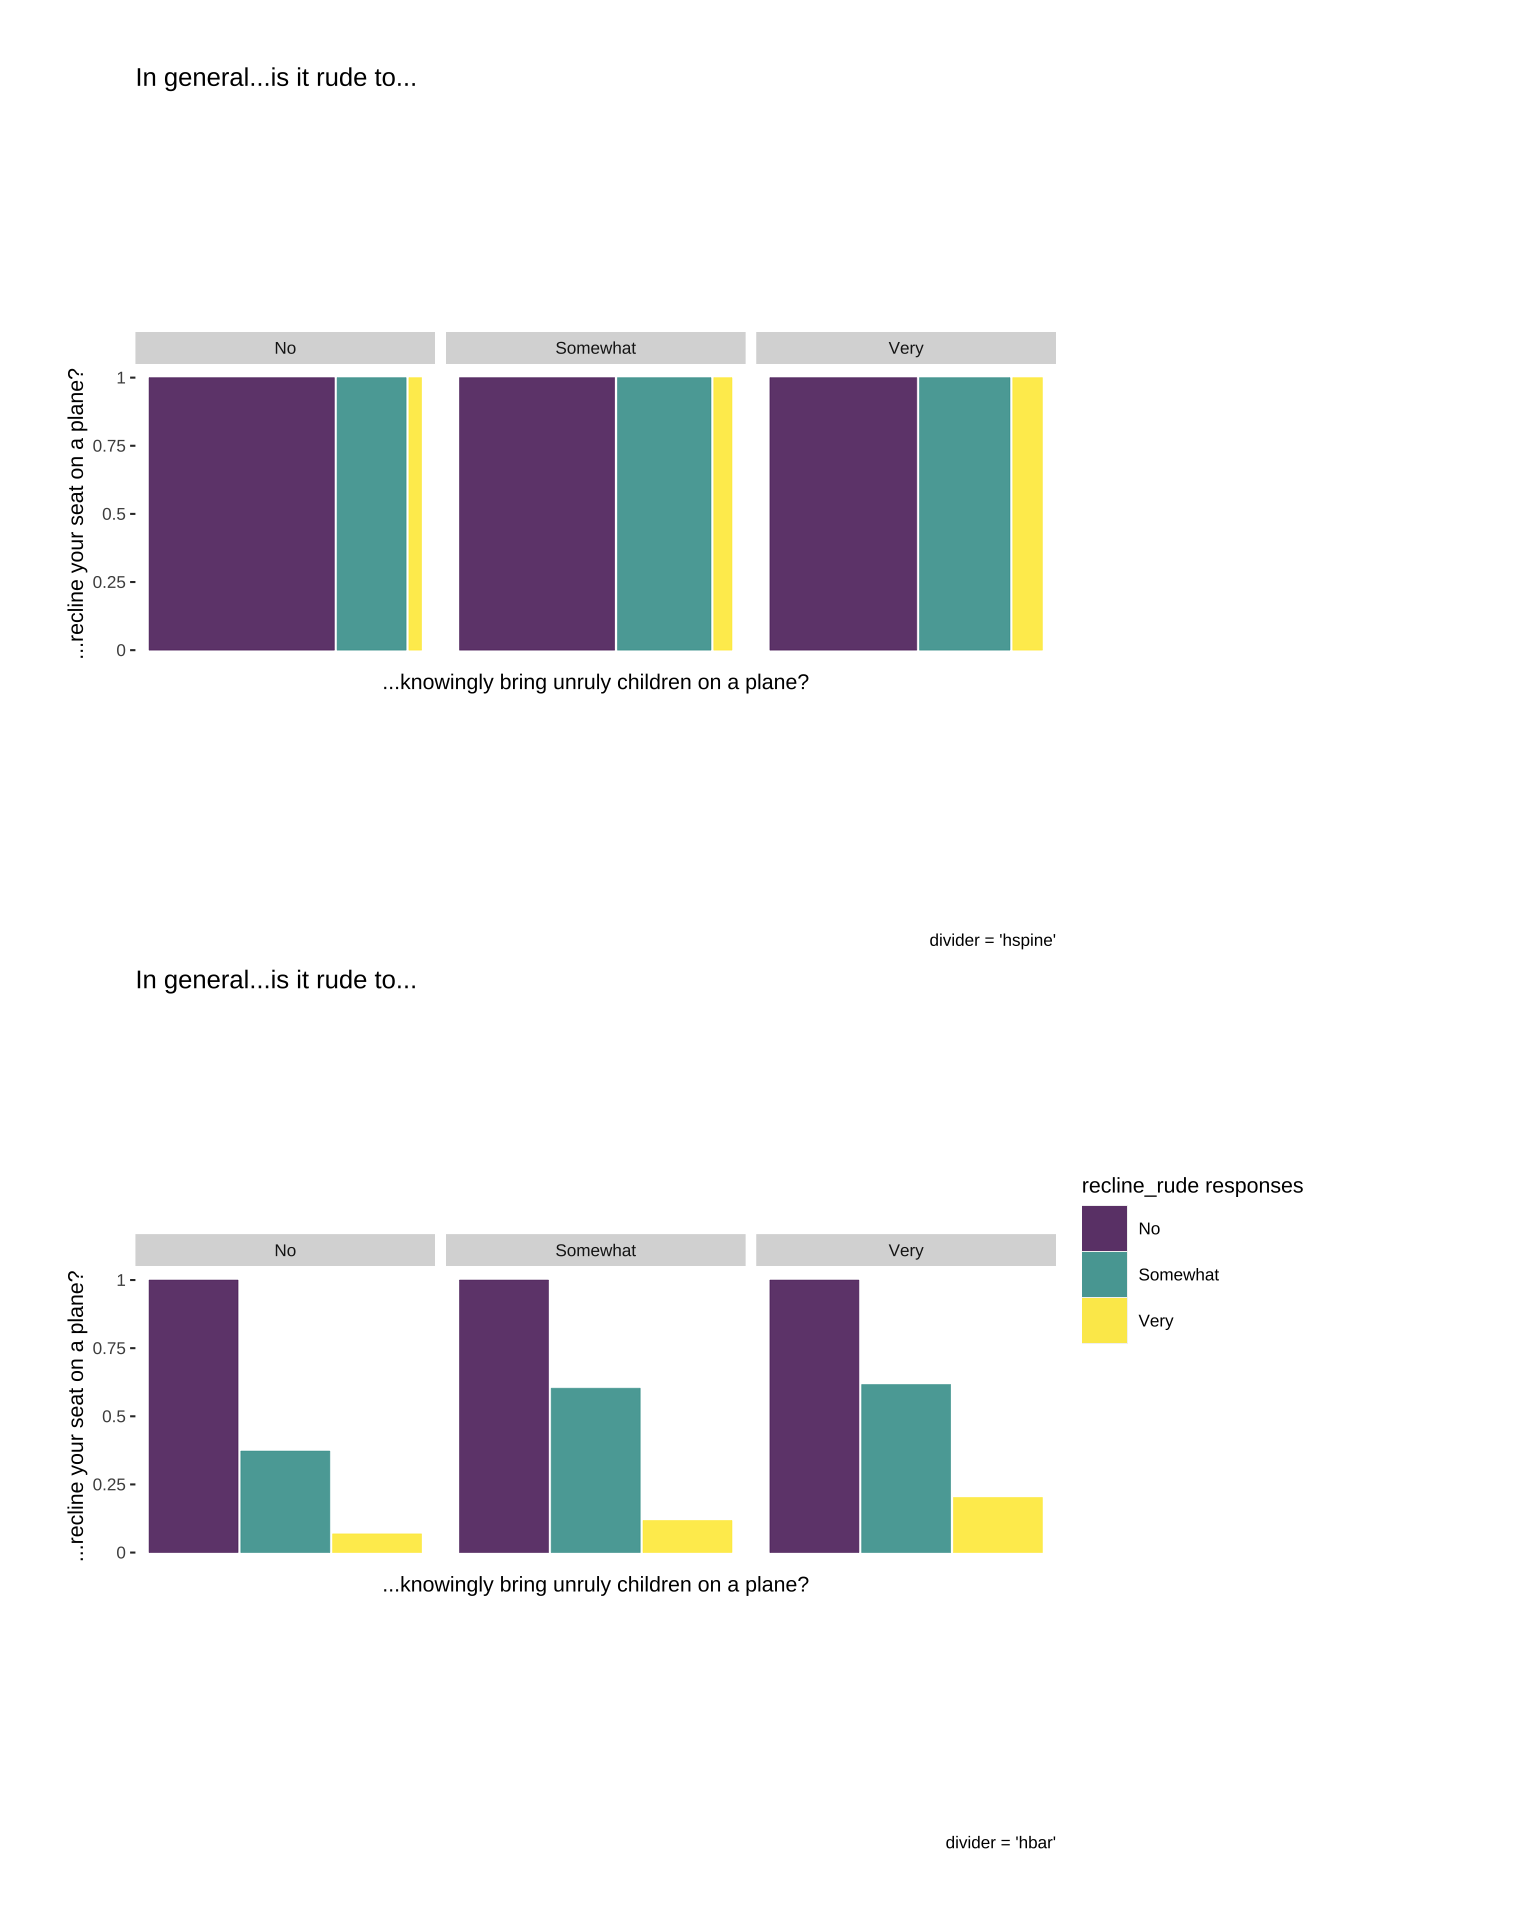 In general...is it rude to...
No
Somewhat
Very
1
0.75
0.5
0.25
0
...recline your seat on a plane?
...knowingly bring unruly children on a plane?
divider = 'hspine'
In general...is it rude to...
No
Somewhat
Very
1
0.75
0.5
0.25
0
...recline your seat on a plane?
...knowingly bring unruly children on a plane?
recline_rude responses
No
Somewhat
Very
divider = 'hbar'